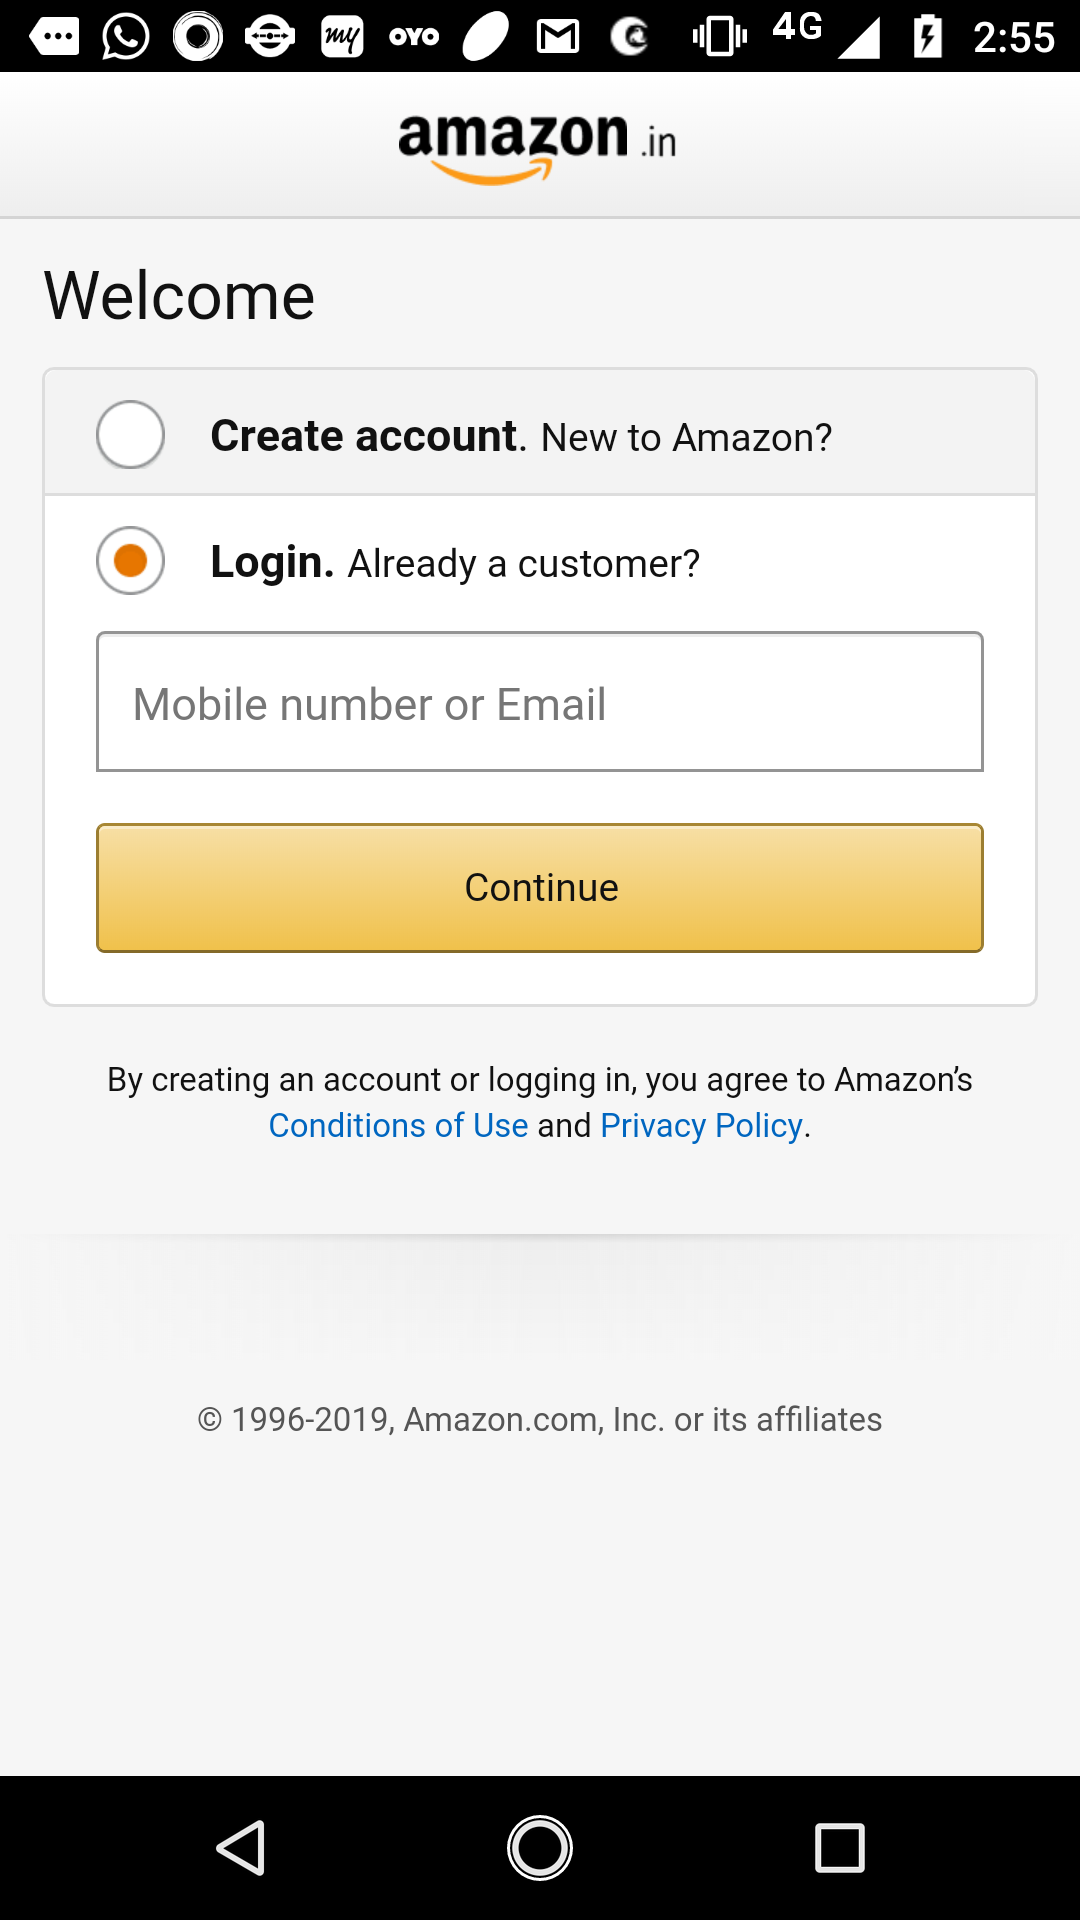 my OYO 4G 2:55
amazon.in
Welcome
Create account. New to Amazon?
Login. Already a customer?
Mobile number or Email
Continue
By creating an account or logging in, you agree to Amazon's
Conditions of Use and Privacy Policy.
© 1996-2019, Amazon.com, Inc. or its affiliates